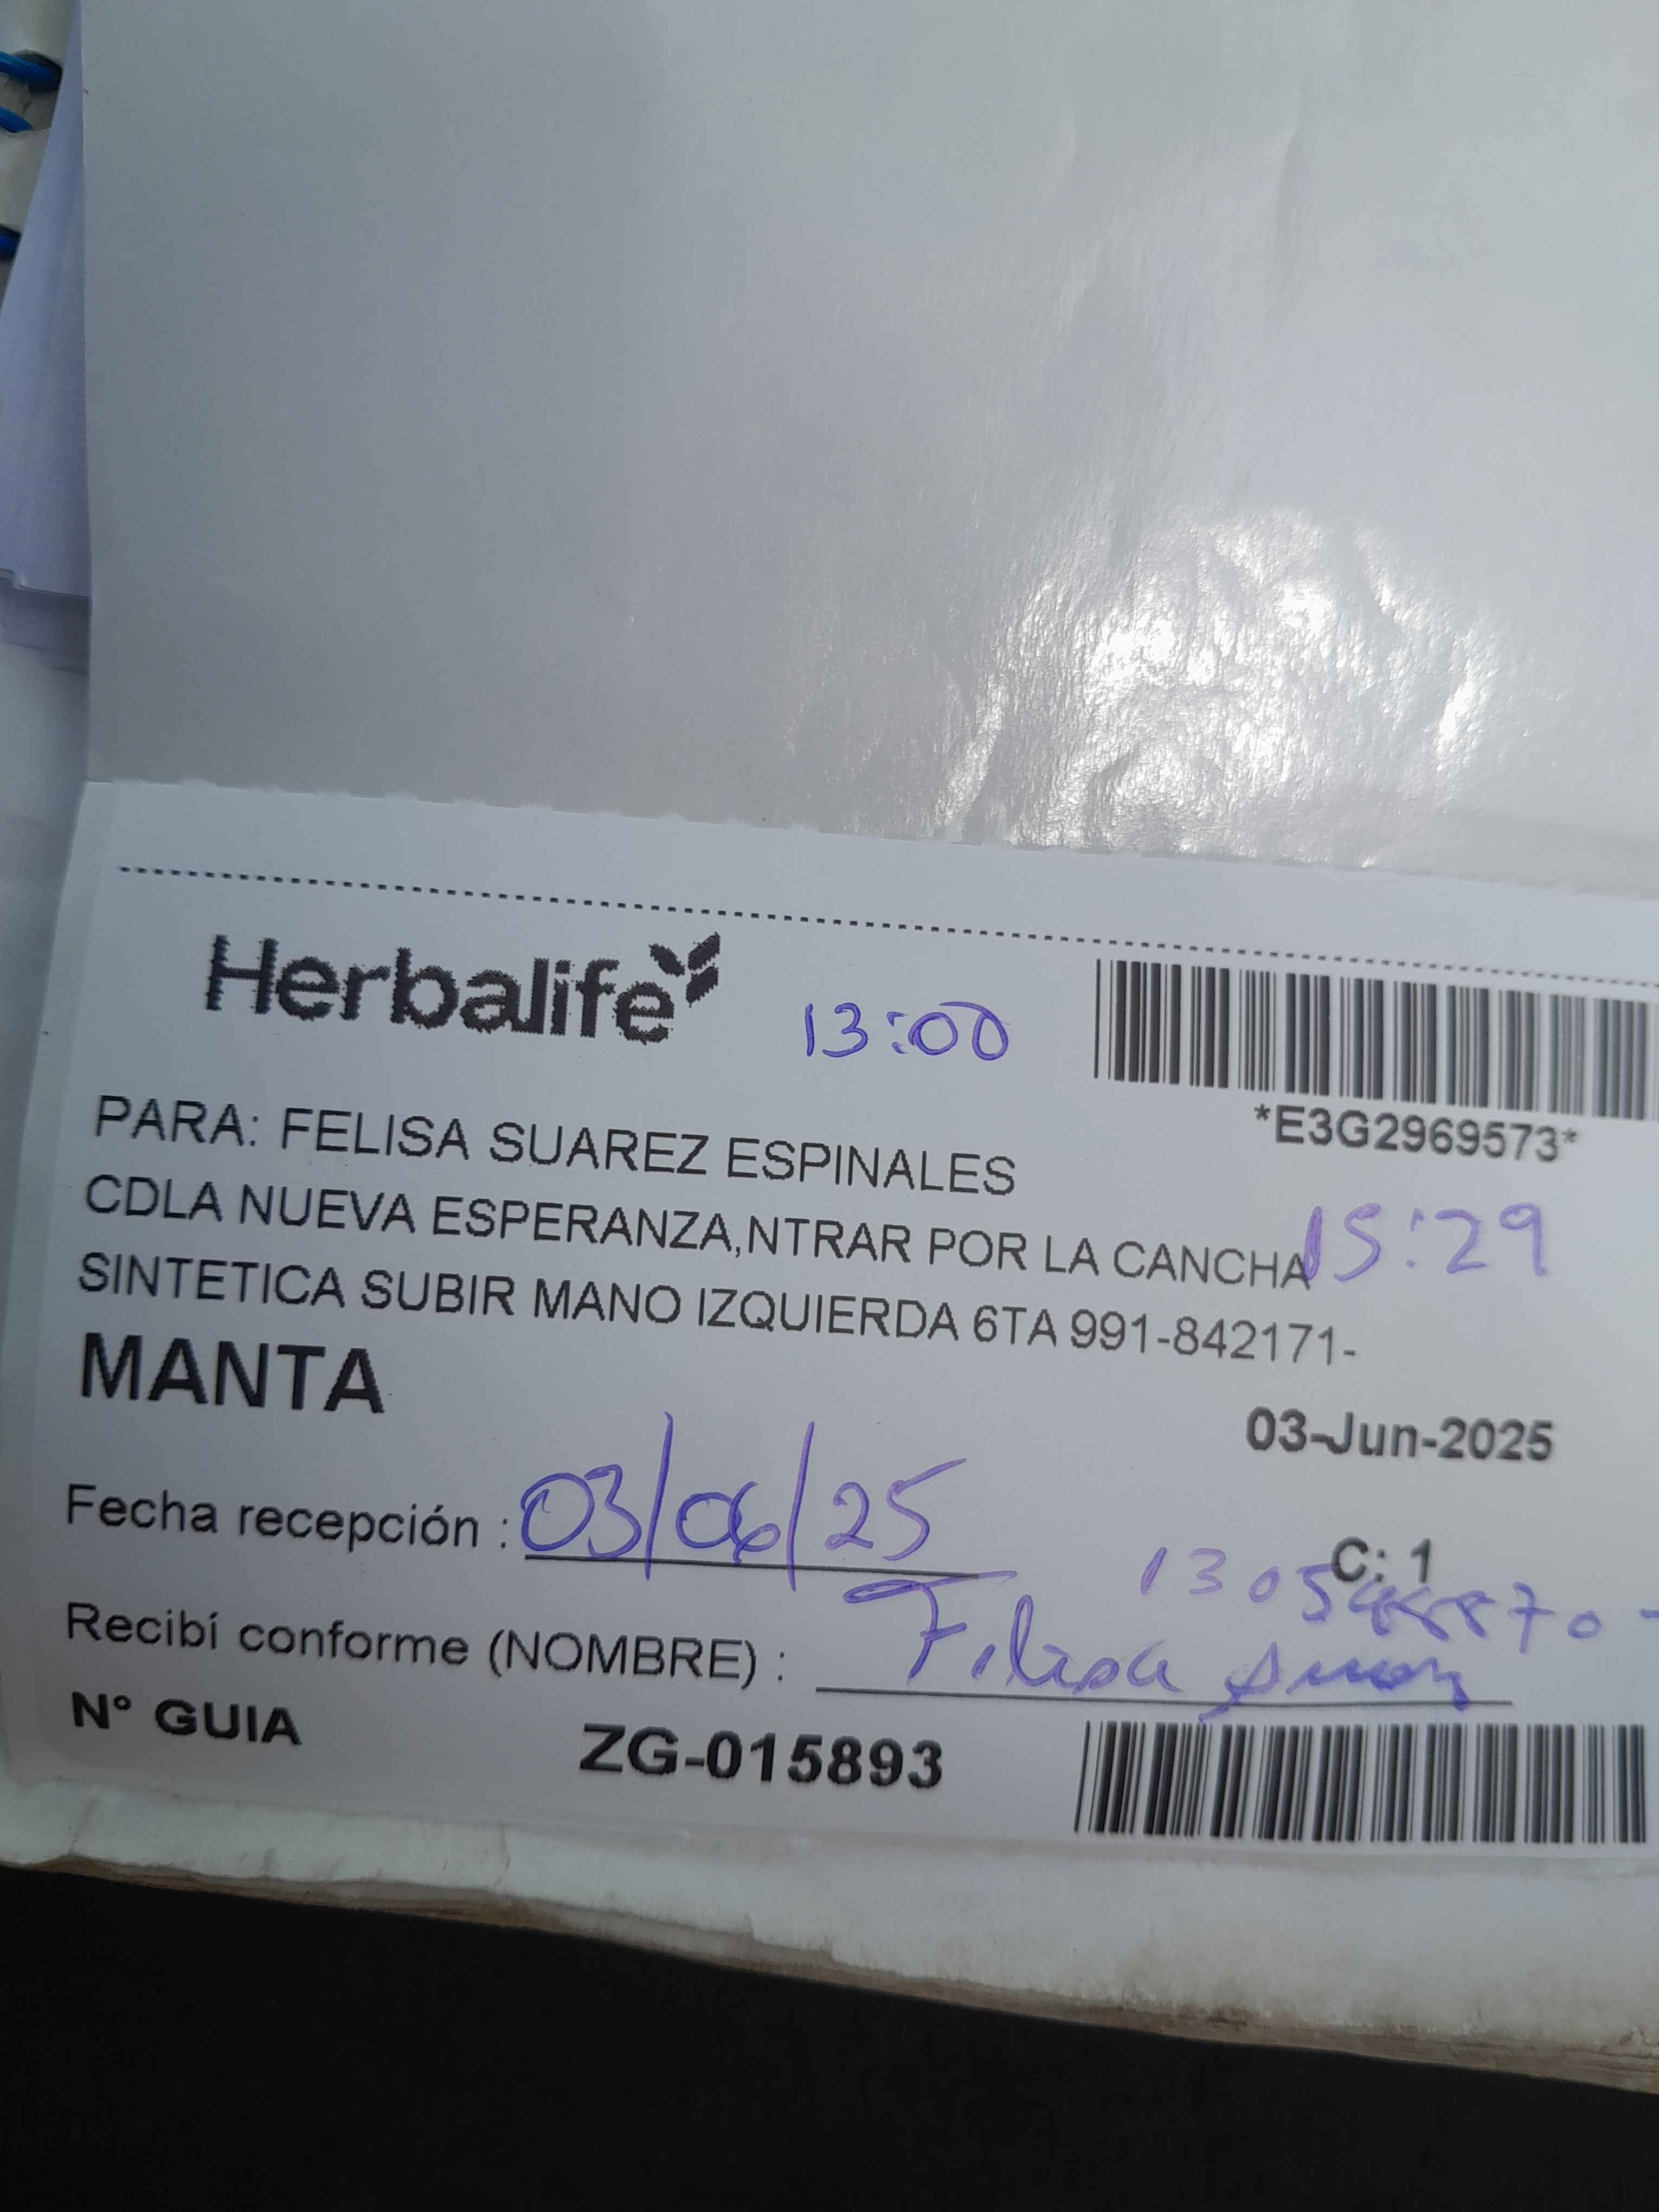 Herbalife
13:00
*E3G2969573*
PARA: FELISA SUAREZ ESPINALES
CDLA NUEVA ESPERANZA,NTRAR POR LA CANCHA
15:29
SINTETICA SUBIR MANO IZQUIERDA 6TA 991-842171-
MANTA
03-Jun-2025
Fecha recepción : 03/06/25
C: 1
Recibí conforme (NOMBRE) : Felisa Suarez
N° GUIA ZG-015893